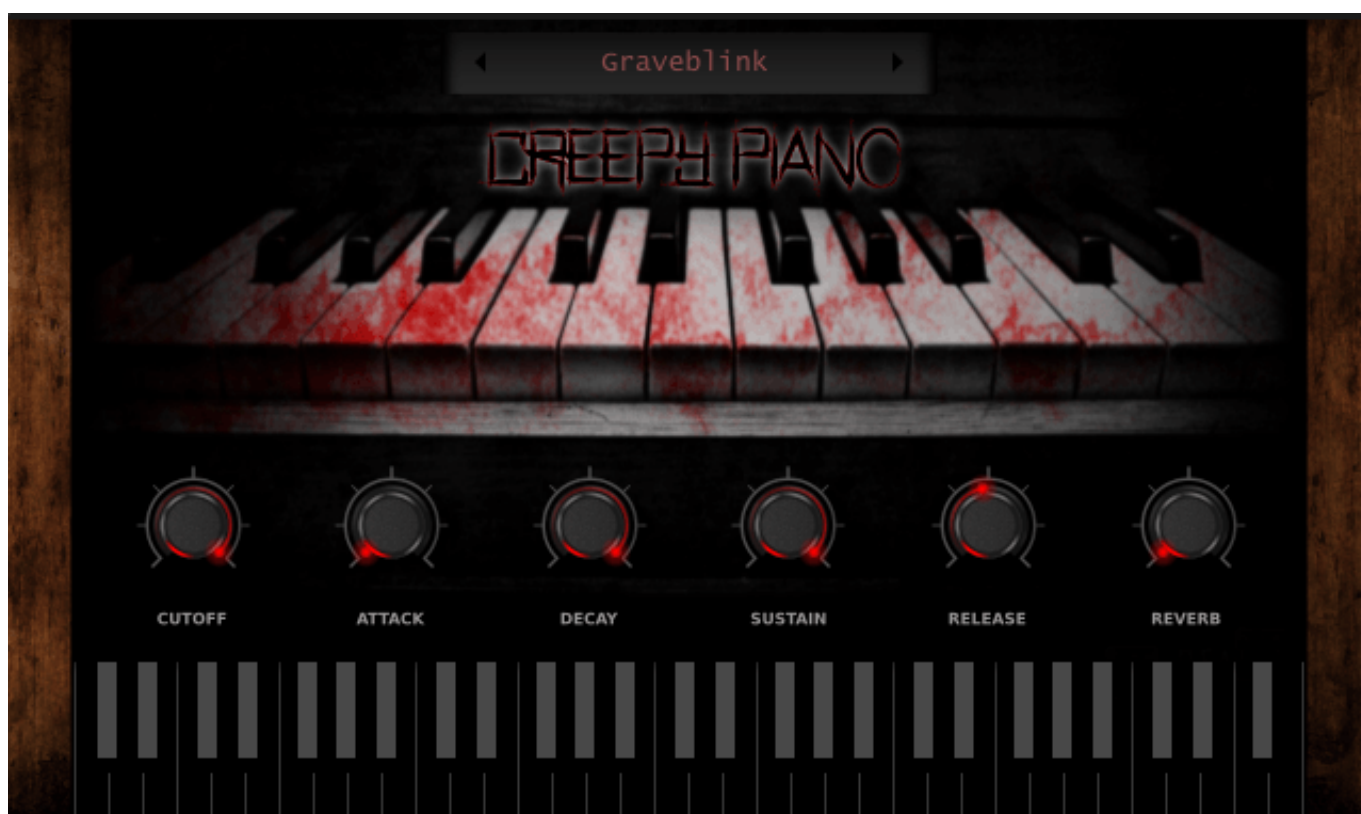 Graveblink
CREEPY PIANO
CUTOFF
ATTACK
DECAY
SUSTAIN
RELEASE
REVERB